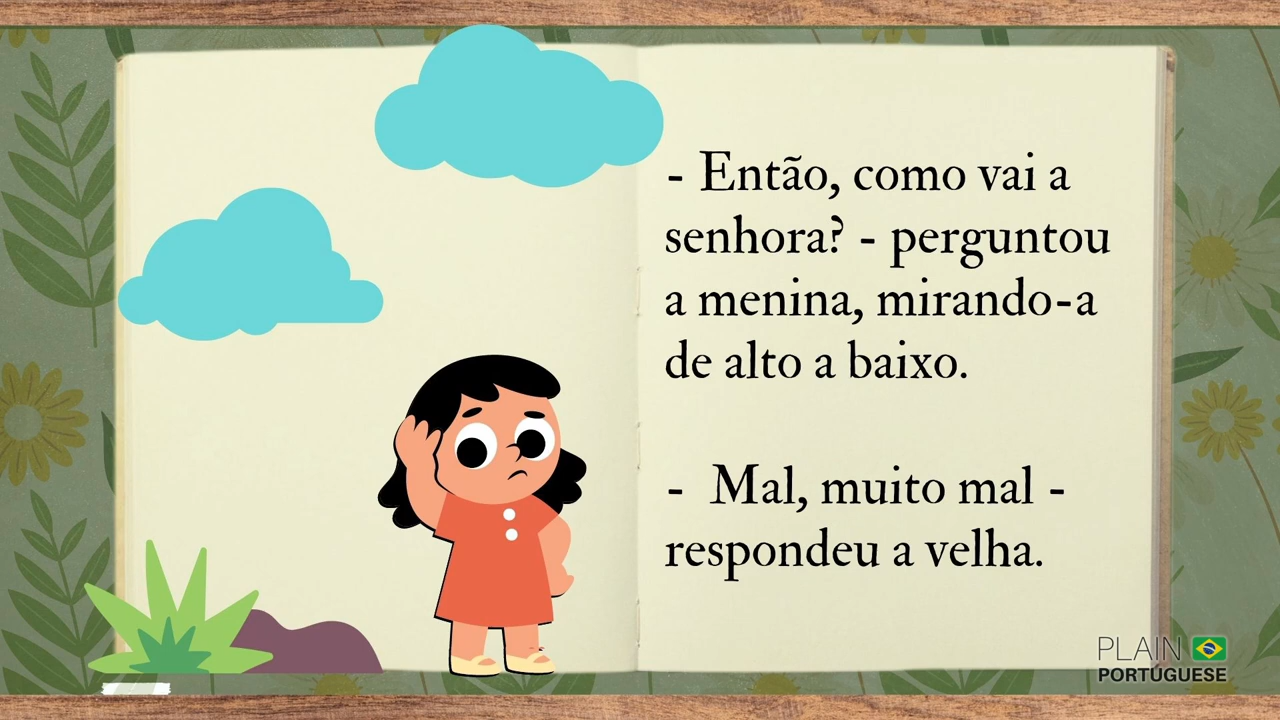 - Então, como vai a
senhora? - perguntou
a menina, mirando-a
de alto a baixo.
-  Mal, muito mal -
respondeu a velha.
PLAIN
PORTUGUESE